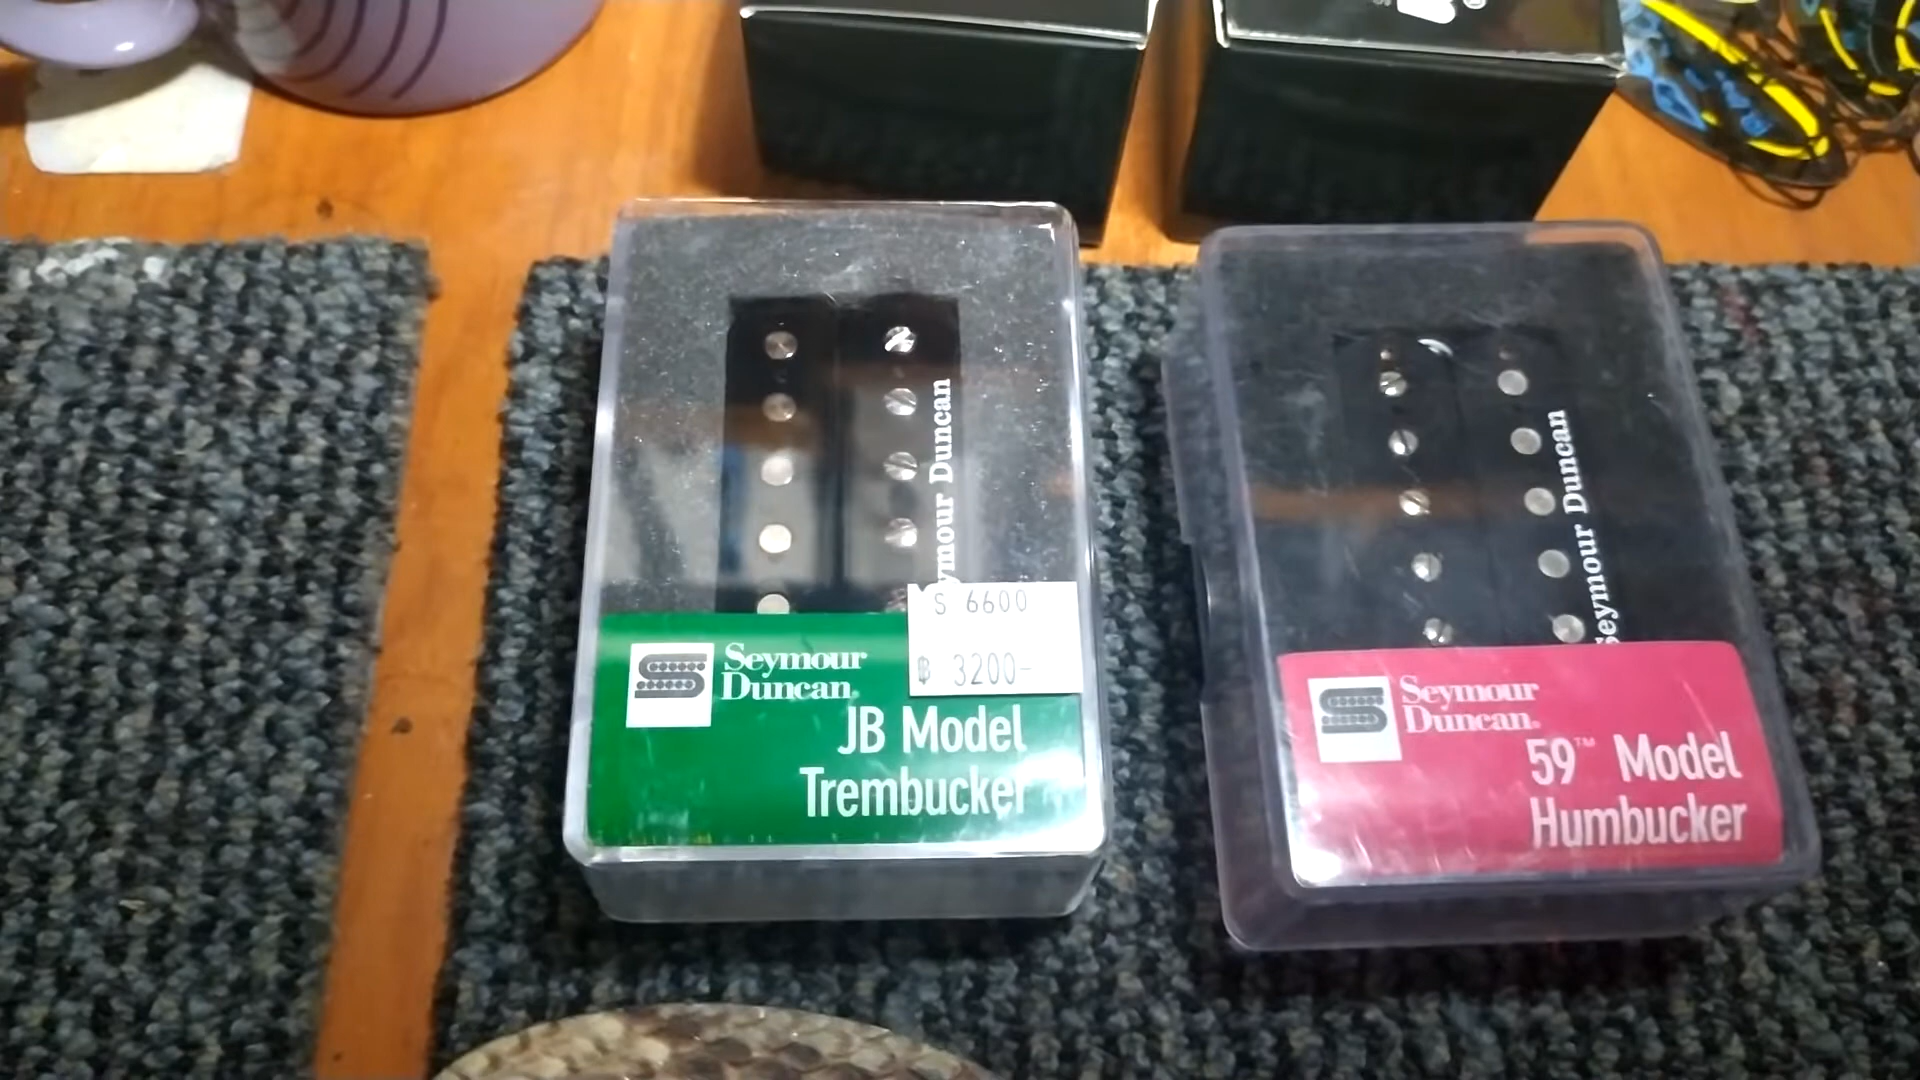 Seymour Duncan
S 6600
฿ 3200-
Seymour
Duncan®
JB Model
Trembucker
Seymour Duncan
Seymour
Duncan®
59™ Model
Humbucker